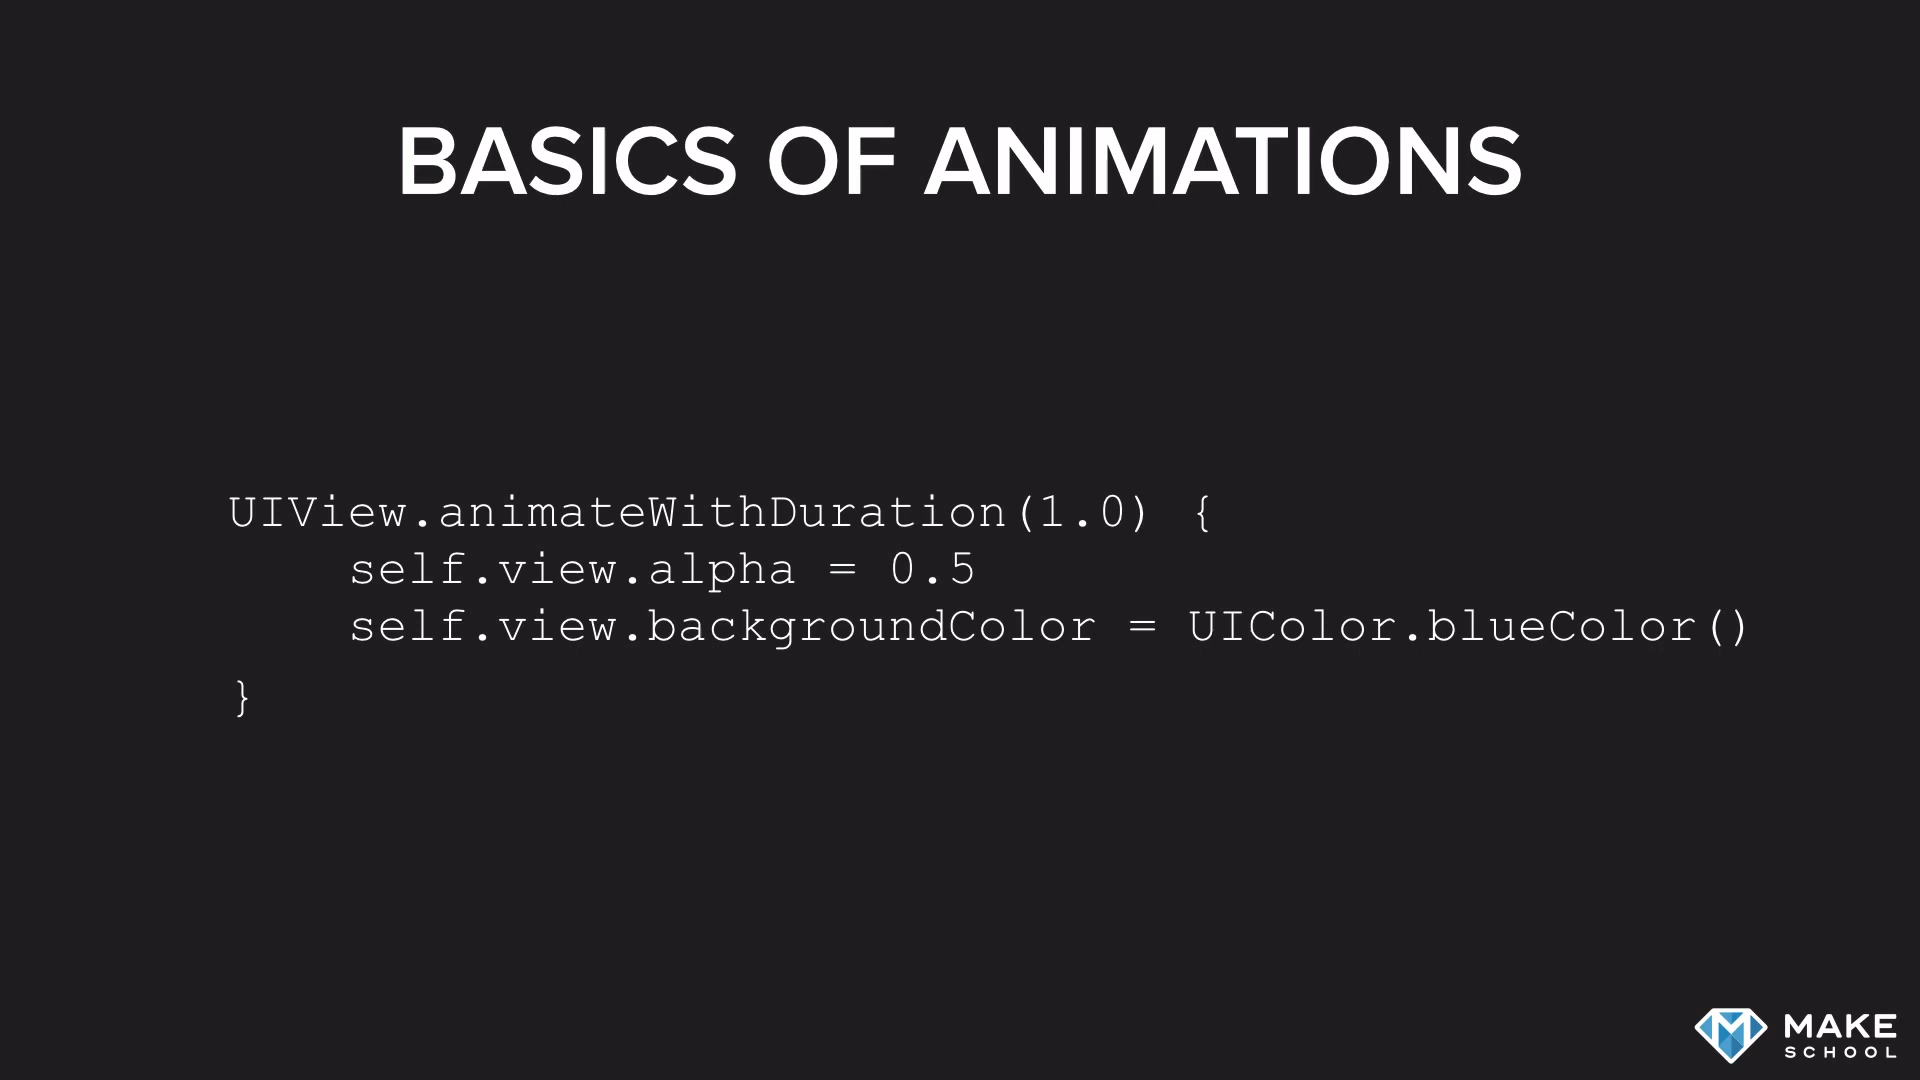 BASICS OF ANIMATIONS
UIView.animateWithDuration(1.0) {
    self.view.alpha = 0.5
    self.view.backgroundColor = UIColor.blueColor()
}
MAKE
SCHOOL